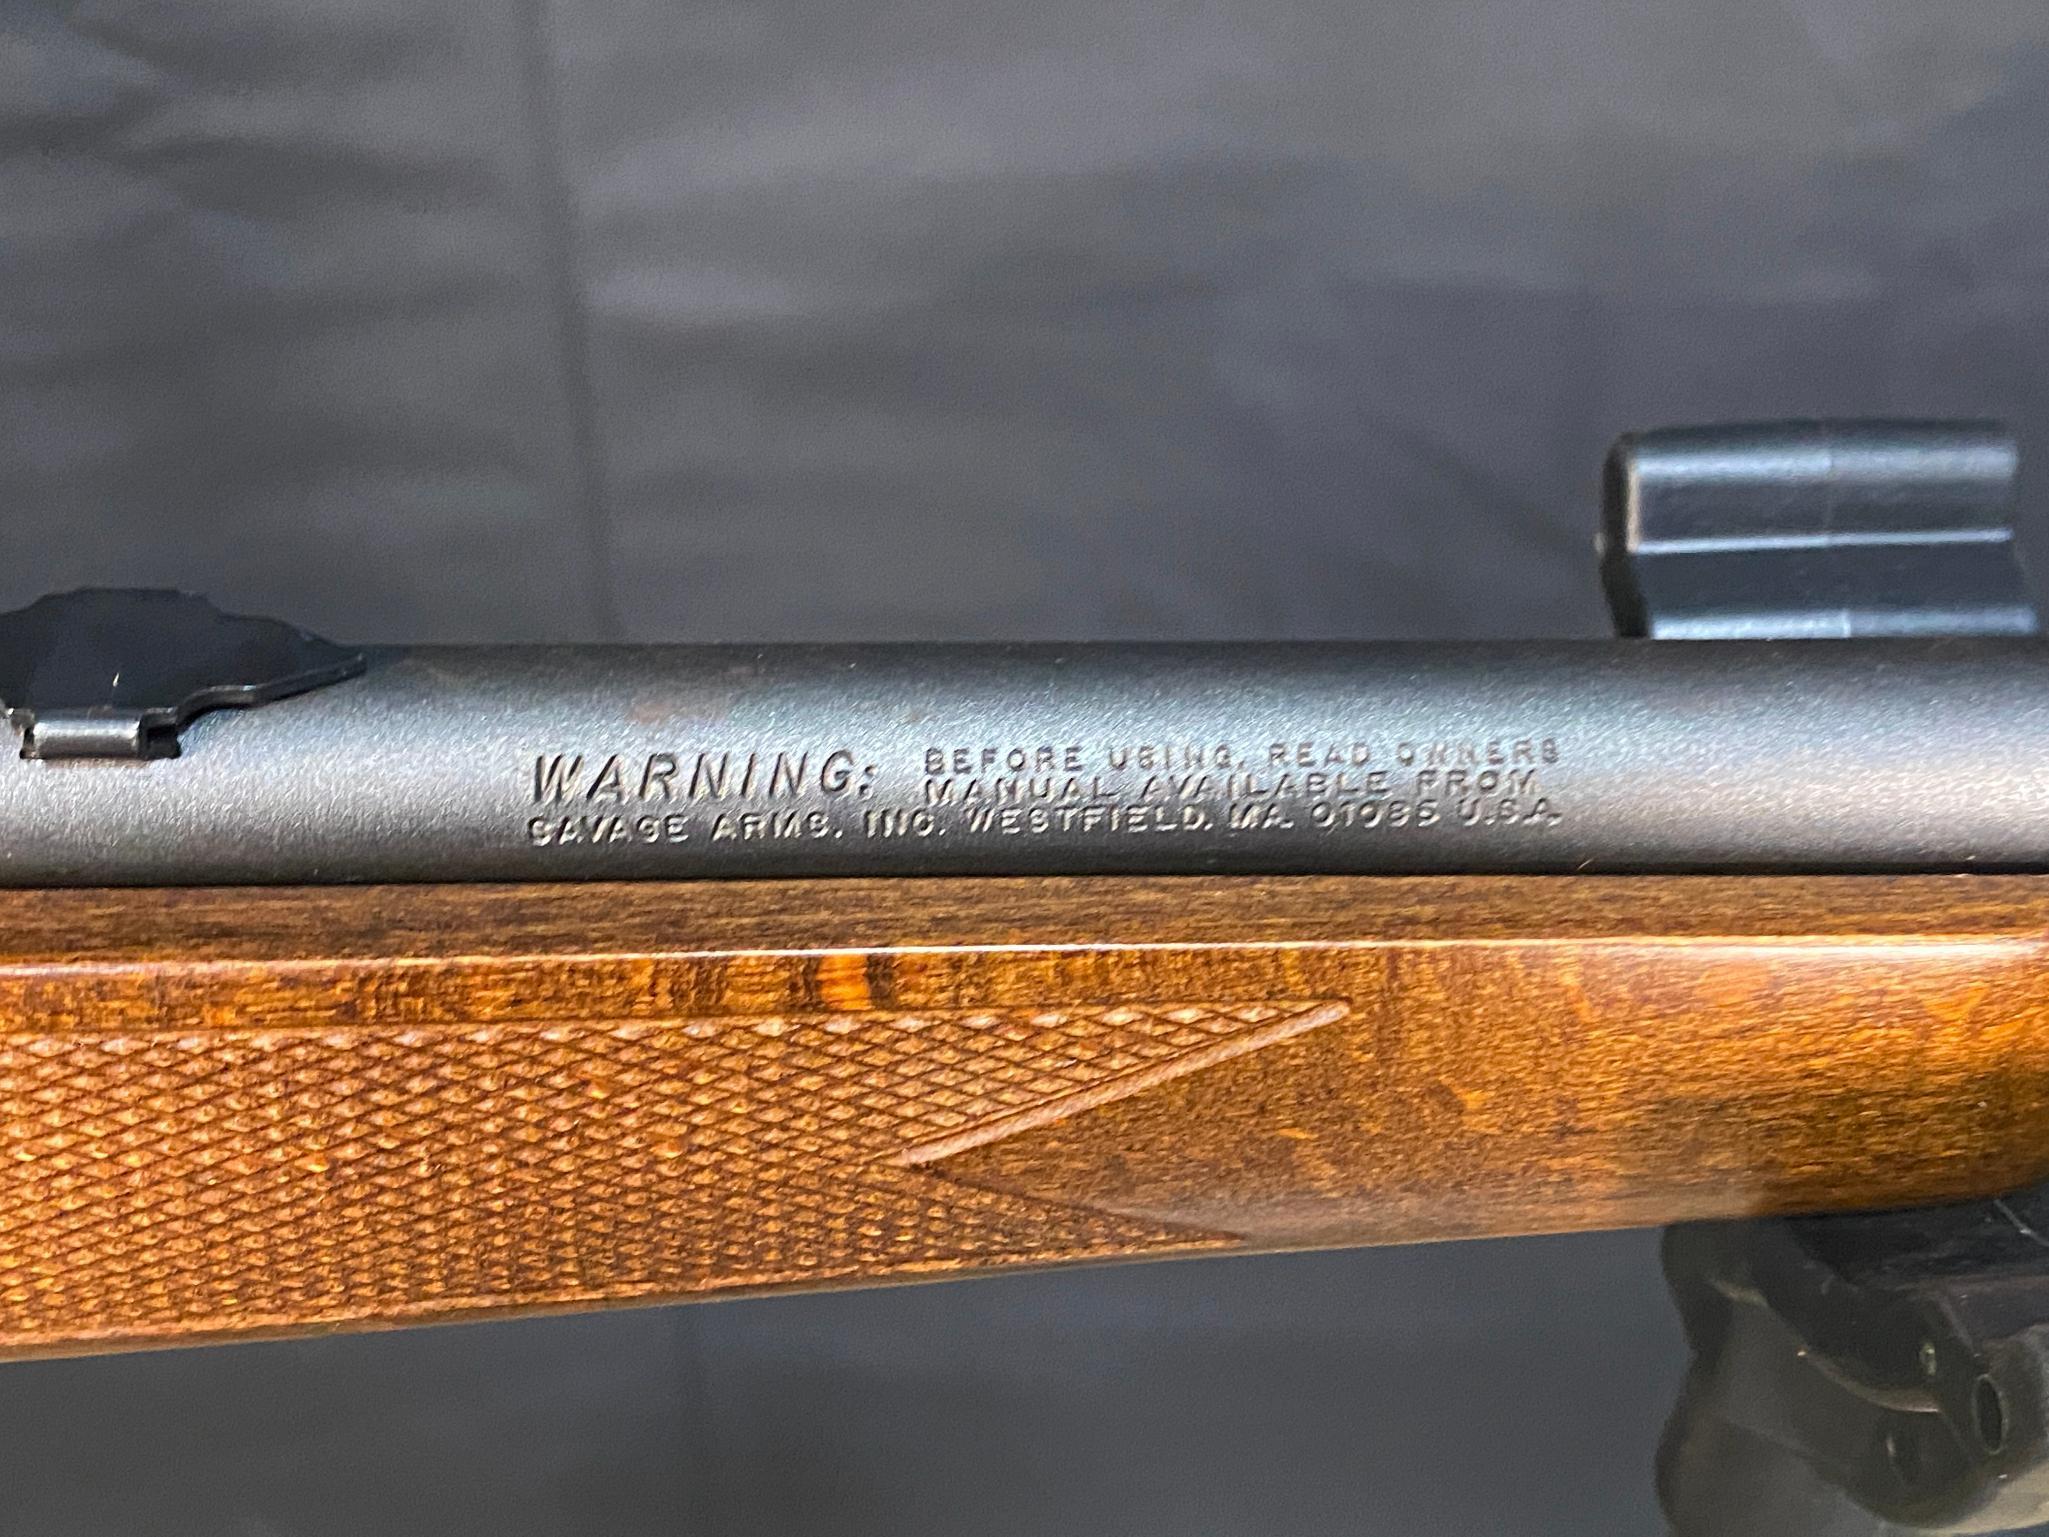 WARNING: BEFORE USING, READ OWNERS
MANUAL AVAILABLE FROM
SAVAGE ARMS, INC. WESTFIELD, MA. 01085 U.S.A.